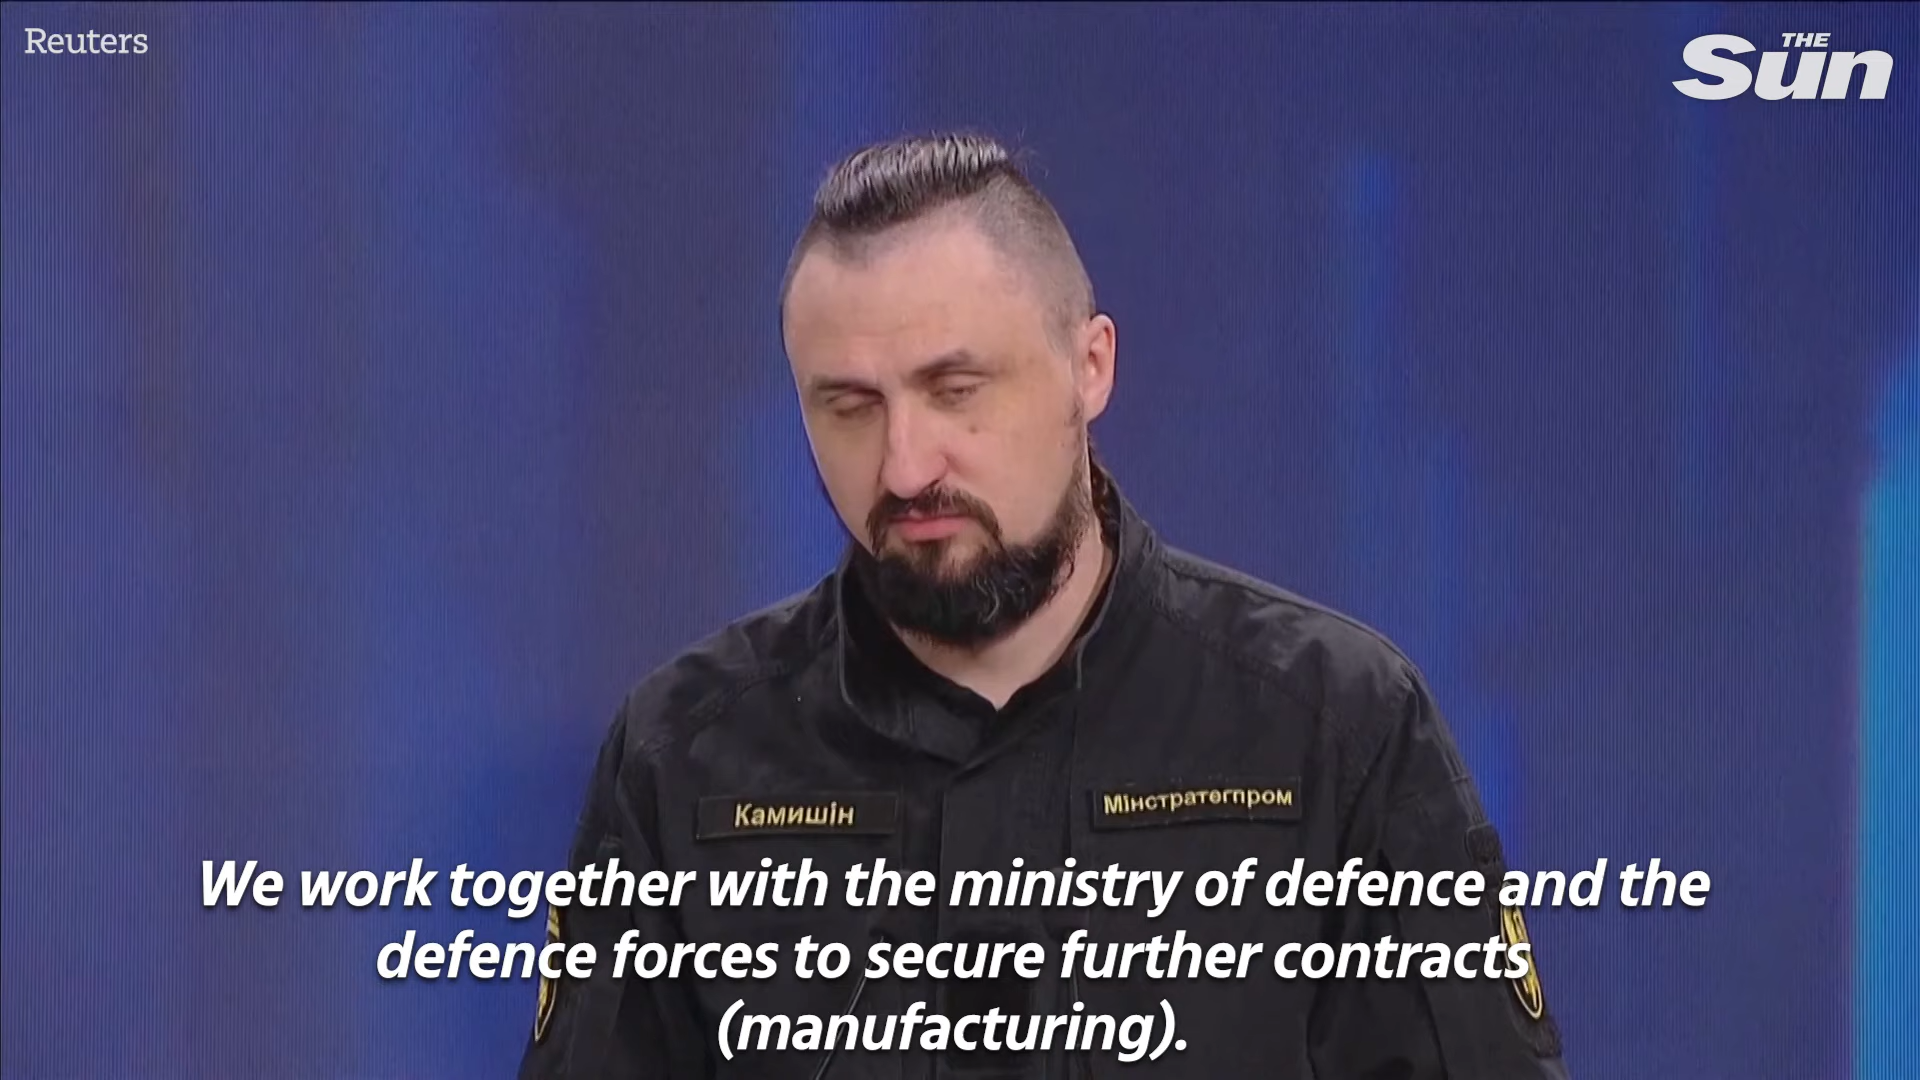 Reuters
THE
Sun
Камишін
Мінстратегпром
We work together with the ministry of defence and the
defence forces to secure further contracts
(manufacturing).